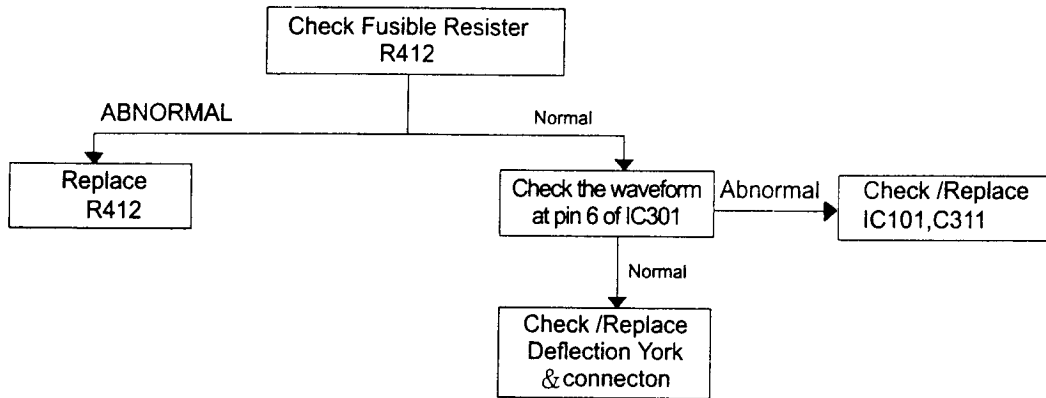 Check Fusible Resister
R412
ABNORMAL
Normal
Replace
R412
Check the waveform
at pin 6 of IC301
Abnormal
Check /Replace
IC101,C311
Normal
Check /Replace
Deflection York
& connecton